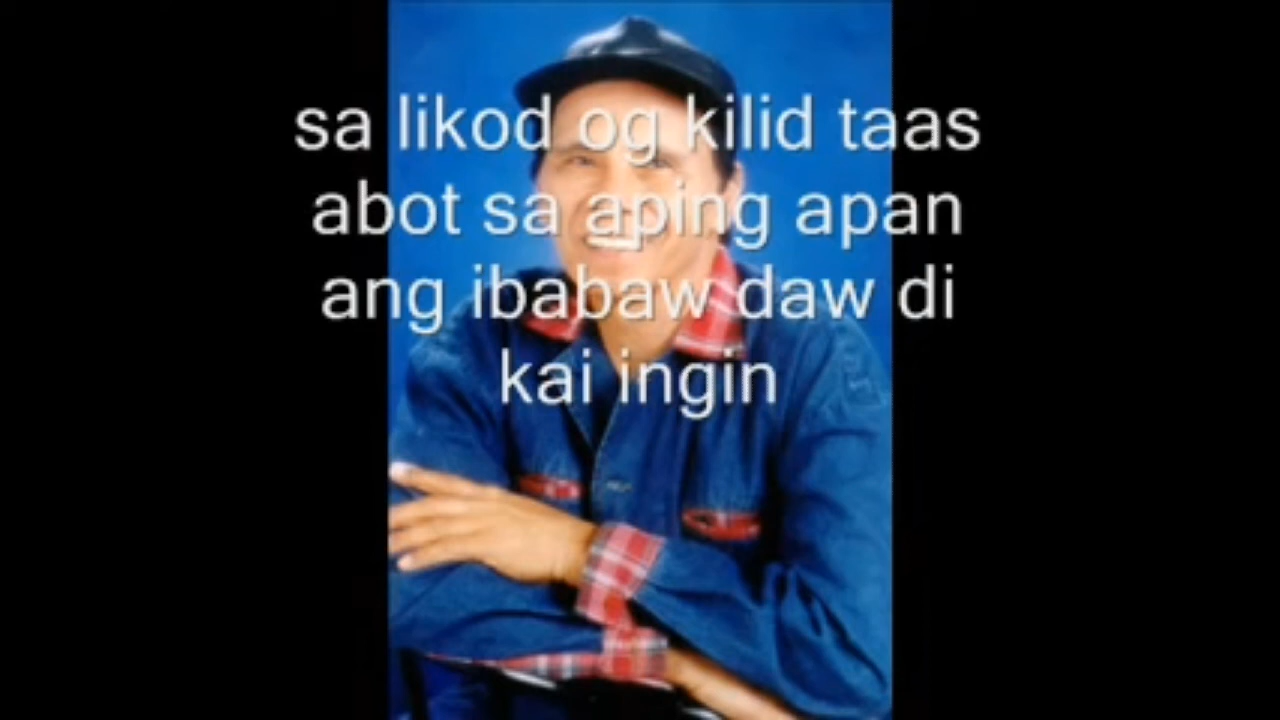 sa likod og kilid taas
abot sa aping apan
ang ibabaw daw di
kai ingin